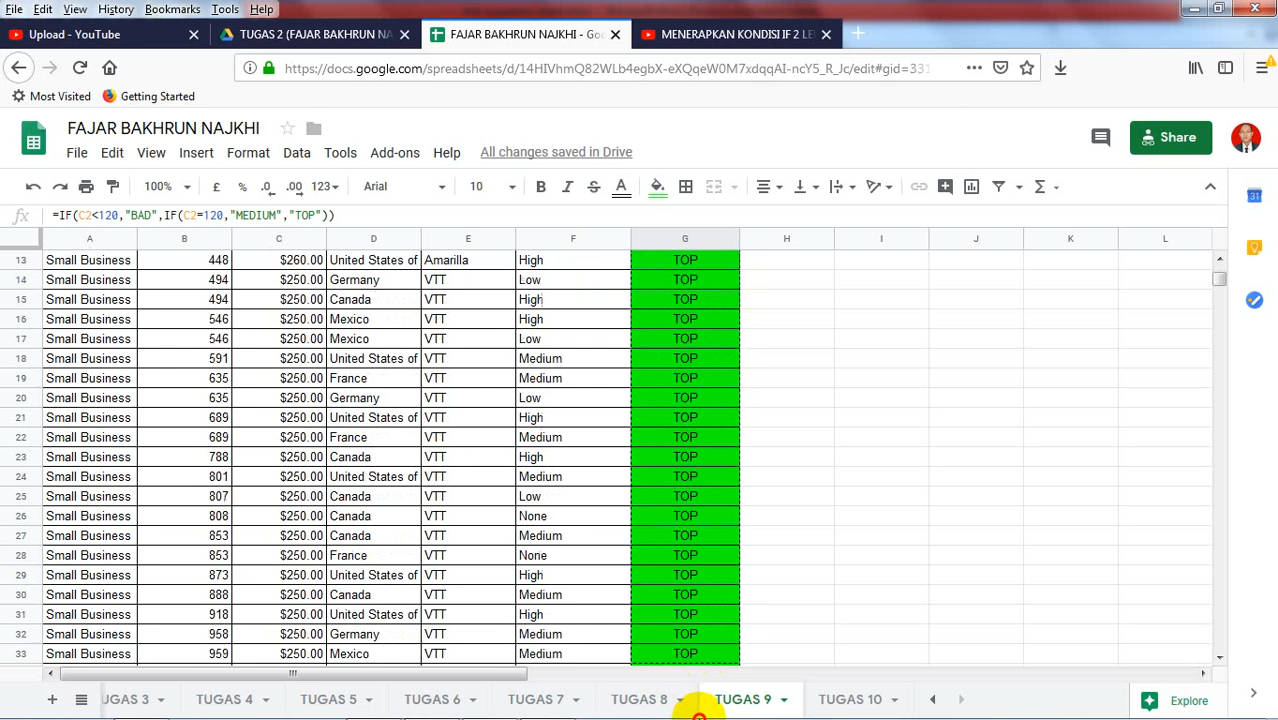 File Edit View History Bookmarks Tools Help
Upload - YouTube TUGAS 2 (FAJAR BAKHRUN NA FAJAR BAKHRUN NAJKHI - Goo MENERAPKAN KONDISI IF 2 LE
https://docs.google.com/spreadsheets/d/14HIVhnQ82WLb4egbX-eXQqeW0M7xdqqAI-ncY5_R_Jc/edit#gid=331
Most Visited Getting Started
FAJAR BAKHRUN NAJKHI
File Edit View Insert Format Data Tools Add-ons Help All changes saved in Drive
Share
100% £ % .0 .00 123 Arial 10 B I S A
fx =IF(C2<120,"BAD",IF(C2=120,"MEDIUM","TOP"))
A B C D E F G H I J K L
13 Small Business 448 $260.00 United States of Amarilla High TOP
14 Small Business 494 $250.00 Germany VTT Low TOP
15 Small Business 494 $250.00 Canada VTT High TOP
16 Small Business 546 $250.00 Mexico VTT High TOP
17 Small Business 546 $250.00 Mexico VTT Low TOP
18 Small Business 591 $250.00 United States of VTT Medium TOP
19 Small Business 635 $250.00 France VTT Medium TOP
20 Small Business 635 $250.00 Germany VTT Low TOP
21 Small Business 689 $250.00 United States of VTT High TOP
22 Small Business 689 $250.00 France VTT Medium TOP
23 Small Business 788 $250.00 Canada VTT High TOP
24 Small Business 801 $250.00 United States of VTT Medium TOP
25 Small Business 807 $250.00 Canada VTT Low TOP
26 Small Business 808 $250.00 Canada VTT None TOP
27 Small Business 853 $250.00 Canada VTT Medium TOP
28 Small Business 853 $250.00 France VTT None TOP
29 Small Business 873 $250.00 United States of VTT High TOP
30 Small Business 888 $250.00 Canada VTT Medium TOP
31 Small Business 918 $250.00 United States of VTT High TOP
32 Small Business 958 $250.00 Germany VTT Medium TOP
33 Small Business 959 $250.00 Mexico VTT Medium TOP
UGAS 3 TUGAS 4 TUGAS 5 TUGAS 6 TUGAS 7 TUGAS 8 TUGAS 9 TUGAS 10 Explore